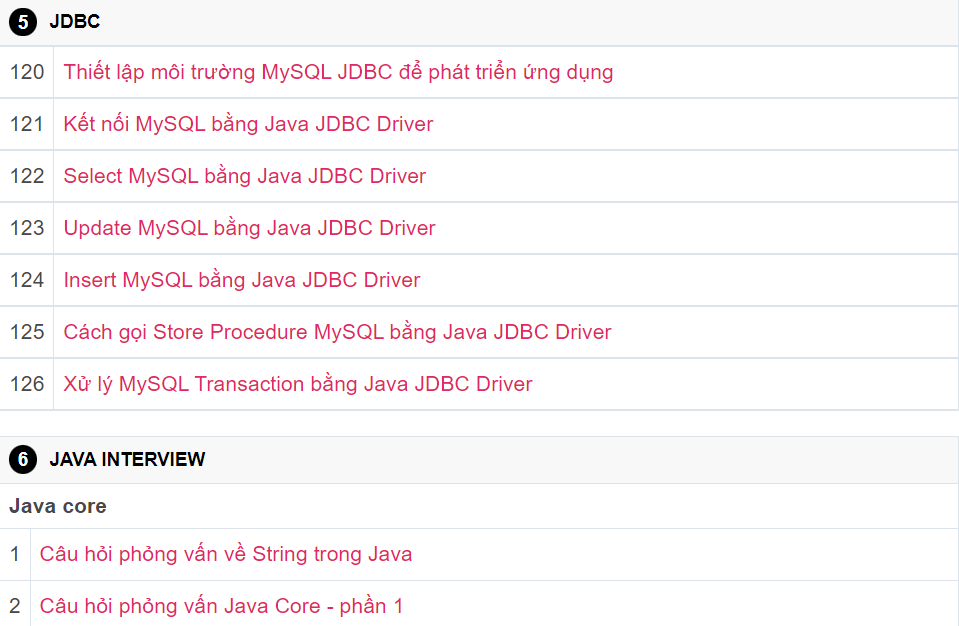 5 JDBC
120 Thiết lập môi trường MySQL JDBC để phát triển ứng dụng
121 Kết nối MySQL bằng Java JDBC Driver
122 Select MySQL bằng Java JDBC Driver
123 Update MySQL bằng Java JDBC Driver
124 Insert MySQL bằng Java JDBC Driver
125 Cách gọi Store Procedure MySQL bằng Java JDBC Driver
126 Xử lý MySQL Transaction bằng Java JDBC Driver
6 JAVA INTERVIEW
Java core
1 Câu hỏi phỏng vấn về String trong Java
2 Câu hỏi phỏng vấn Java Core - phần 1